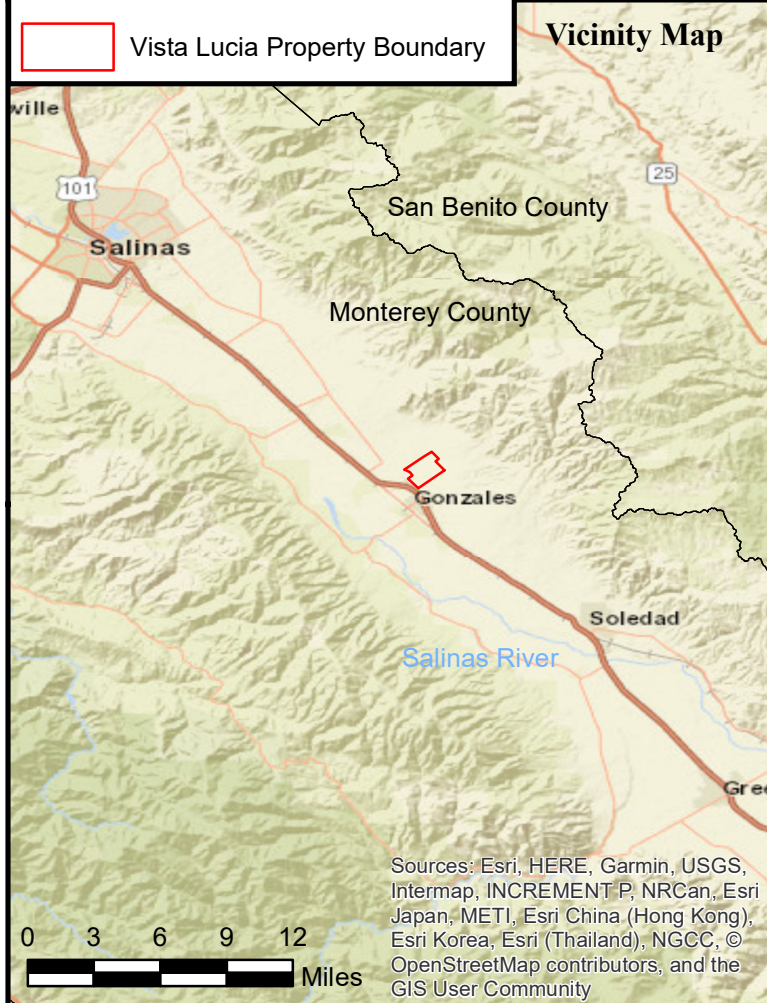 Vista Lucia Property Boundary
Vicinity Map
ville
101
25
San Benito County
Salinas
Monterey County
Gonzales
Soledad
Salinas River
Gree
Sources: Esri, HERE, Garmin, USGS,
Intermap, INCREMENT P, NRCan, Esri
Japan, METI, Esri China (Hong Kong),
Esri Korea, Esri (Thailand), NGCC, ©
OpenStreetMap contributors, and the
GIS User Community
0 3 6 9 12
Miles